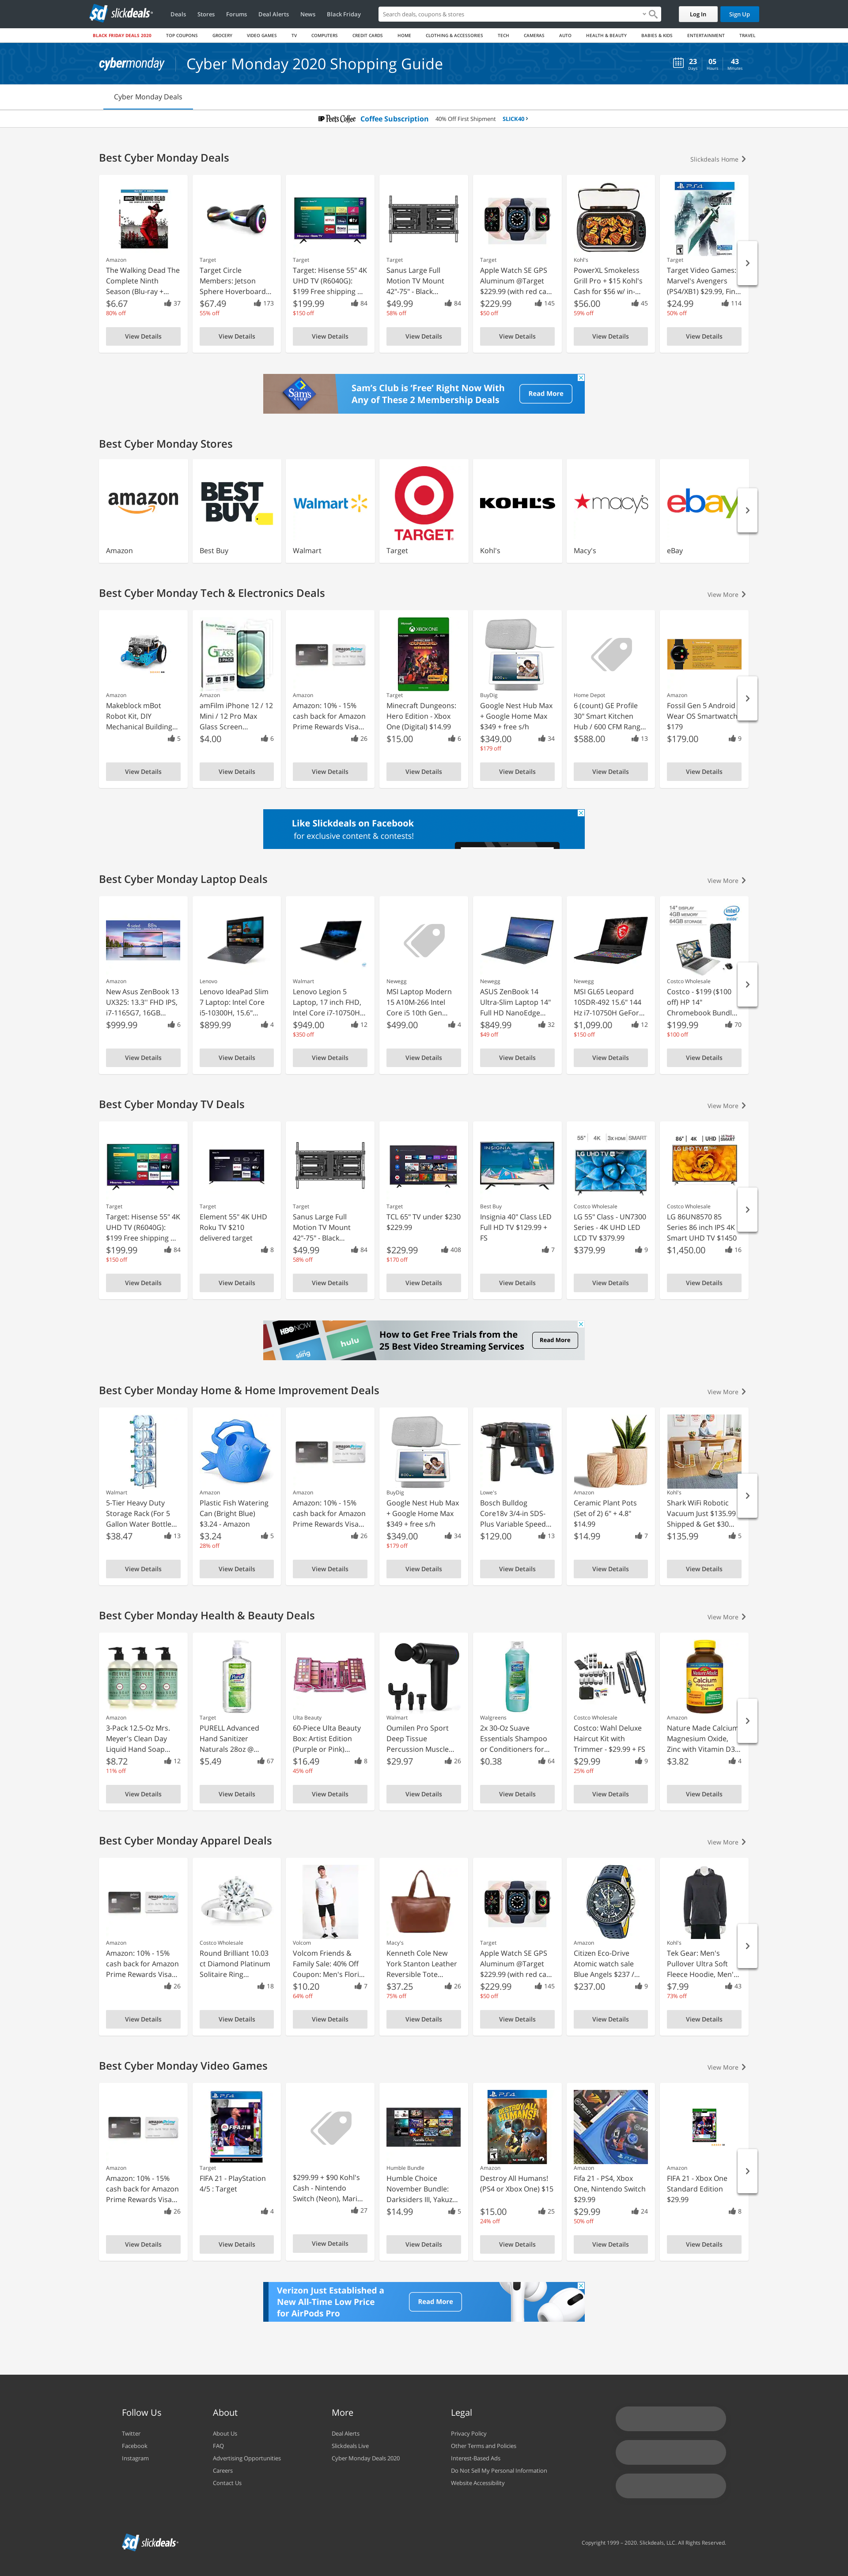 sd slickdeals
Deals
Stores
Forums
Deal Alerts
News
Black Friday
Search deals, coupons & stores
Log In
Sign Up
BLACK FRIDAY DEALS 2020
TOP COUPONS
GROCERY
VIDEO GAMES
TV
COMPUTERS
CREDIT CARDS
HOME
CLOTHING & ACCESSORIES
TECH
CAMERAS
AUTO
HEALTH & BEAUTY
BABIES & KIDS
ENTERTAINMENT
TRAVEL
cybermonday
Cyber Monday 2020 Shopping Guide
23 05 43
Days Hours Minutes
Cyber Monday Deals
Peet's Coffee Coffee Subscription 40% Off First Shipment SLICK40
Best Cyber Monday Deals
Slickdeals Home
Amazon
The Walking Dead The
Complete Ninth
Season (Blu-ray +...
$6.67
37
80% off
View Details
Target
Target Circle
Members: Jetson
Sphere Hoverboard...
$67.49
173
55% off
View Details
Target
Target: Hisense 55" 4K
UHD TV (R6040G):
$199 Free shipping ...
$199.99
84
$150 off
View Details
Target
Sanus Large Full
Motion TV Mount
42"-75" - Black...
$49.99
84
58% off
View Details
Target
Apple Watch SE GPS
Aluminum @Target
$229.99 (with red ca...
$229.99
145
$50 off
View Details
Kohl's
PowerXL Smokeless
Grill Pro + $15 Kohl's
Cash for $56 w/ in-...
$56.00
45
59% off
View Details
Target
Target Video Games:
Marvel's Avengers
(PS4/XB1) $29.99, Fin...
$24.99
114
50% off
View Details
Sam's Club is 'Free' Right Now With
Any of These 2 Membership Deals
Read More
Best Cyber Monday Stores
amazon
Amazon
BEST
BUY
Best Buy
Walmart
Walmart
TARGET
Target
KOHL'S
Kohl's
macy's
Macy's
ebay
eBay
Best Cyber Monday Tech & Electronics Deals
View More
Amazon
Makeblock mBot
Robot Kit, DIY
Mechanical Building...
5
View Details
Amazon
amFilm iPhone 12 / 12
Mini / 12 Pro Max
Glass Screen...
$4.00
6
View Details
Amazon
Amazon: 10% - 15%
cash back for Amazon
Prime Rewards Visa...
26
View Details
Target
Minecraft Dungeons:
Hero Edition - Xbox
One (Digital) $14.99
$15.00
6
View Details
BuyDig
Google Nest Hub Max
+ Google Home Max
$349 + free s/h
$349.00
34
$179 off
View Details
Home Depot
6 (count) GE Profile
30" Smart Kitchen
Hub / 600 CFM Rang...
$588.00
13
View Details
Amazon
Fossil Gen 5 Android
Wear OS Smartwatch
$179
$179.00
9
View Details
Like Slickdeals on Facebook
for exclusive content & contests!
Best Cyber Monday Laptop Deals
View More
Amazon
New Asus ZenBook 13
UX325: 13.3" FHD IPS,
i7-1165G7, 16GB...
$999.99
6
View Details
Lenovo
Lenovo IdeaPad Slim
7 Laptop: Intel Core
i5-10300H, 15.6"...
$899.99
4
View Details
Walmart
Lenovo Legion 5
Laptop, 17 inch FHD,
Intel Core i7-10750H...
$949.00
12
$350 off
View Details
Newegg
MSI Laptop Modern
15 A10M-266 Intel
Core i5 10th Gen...
$499.00
4
View Details
Newegg
ASUS ZenBook 14
Ultra-Slim Laptop 14"
Full HD NanoEdge...
$849.99
32
$49 off
View Details
Newegg
MSI GL65 Leopard
10SDR-492 15.6" 144
Hz i7-10750H GeFor...
$1,099.00
12
$150 off
View Details
14" DISPLAY
4GB MEMORY
64GB STORAGE
Costco Wholesale
Costco - $199 ($100
off) HP 14"
Chromebook Bundl...
$199.99
70
$100 off
View Details
Best Cyber Monday TV Deals
View More
Target
Target: Hisense 55" 4K
UHD TV (R6040G):
$199 Free shipping ...
$199.99
84
$150 off
View Details
Target
Element 55" 4K UHD
Roku TV $210
delivered target
8
View Details
Target
Sanus Large Full
Motion TV Mount
42"-75" - Black...
$49.99
84
58% off
View Details
Target
TCL 65" TV under $230
$229.99
$229.99
408
$170 off
View Details
INSIGNIA
Best Buy
Insignia 40" Class LED
Full HD TV $129.99 +
FS
7
View Details
55" 4K 3x HDMI SMART
LG UHD TV
Costco Wholesale
LG 55" Class - UN7300
Series - 4K UHD LED
LCD TV $379.99
$379.99
9
View Details
86" 4K UHD
LG UHD TV
Costco Wholesale
LG 86UN8570 85
Series 86 inch IPS 4K
Smart UHD TV $1450
$1,450.00
16
View Details
HBO NOW
sling
hulu
How to Get Free Trials from the
25 Best Video Streaming Services
Read More
Best Cyber Monday Home & Home Improvement Deals
View More
Walmart
5-Tier Heavy Duty
Storage Rack (For 5
Gallon Water Bottle...
$38.47
13
View Details
Amazon
Plastic Fish Watering
Can (Bright Blue)
$3.24 - Amazon
$3.24
5
28% off
View Details
Amazon
Amazon: 10% - 15%
cash back for Amazon
Prime Rewards Visa...
26
View Details
BuyDig
Google Nest Hub Max
+ Google Home Max
$349 + free s/h
$349.00
34
$179 off
View Details
Lowe's
Bosch Bulldog
Core18v 3/4-in SDS-
Plus Variable Speed...
$129.00
13
View Details
Amazon
Ceramic Plant Pots
(Set of 2) 6" + 4.8"
$14.99
$14.99
7
View Details
Kohl's
Shark WiFi Robotic
Vacuum Just $135.99
Shipped & Get $30...
$135.99
5
View Details
Best Cyber Monday Health & Beauty Deals
View More
Amazon
3-Pack 12.5-Oz Mrs.
Meyer's Clean Day
Liquid Hand Soap...
$8.72
12
11% off
View Details
Target
PURELL Advanced
Hand Sanitizer
Naturals 28oz @...
$5.49
67
View Details
Ulta Beauty
60-Piece Ulta Beauty
Box: Artist Edition
(Purple or Pink)...
$16.49
8
45% off
View Details
Walmart
Oumilen Pro Sport
Deep Tissue
Percussion Muscle...
$29.97
26
View Details
Walgreens
2x 30-Oz Suave
Essentials Shampoo
or Conditioners for...
$0.38
64
View Details
Costco Wholesale
Costco: Wahl Deluxe
Haircut Kit with
Trimmer - $29.99 + FS
$29.99
9
25% off
View Details
Nature Made
Calcium
Amazon
Nature Made Calcium
Magnesium Oxide,
Zinc with Vitamin D3...
$3.82
4
View Details
Best Cyber Monday Apparel Deals
View More
Amazon
Amazon: 10% - 15%
cash back for Amazon
Prime Rewards Visa...
26
View Details
Costco Wholesale
Round Brilliant 10.03
ct Diamond Platinum
Solitaire Ring...
18
View Details
Volcom
Volcom Friends &
Family Sale: 40% Off
Coupon: Men's Flori...
$10.20
7
64% off
View Details
Macy's
Kenneth Cole New
York Stanton Leather
Reversible Tote...
$37.25
26
75% off
View Details
Target
Apple Watch SE GPS
Aluminum @Target
$229.99 (with red ca...
$229.99
145
$50 off
View Details
Amazon
Citizen Eco-Drive
Atomic watch sale
Blue Angels $237 /...
$237.00
9
View Details
Kohl's
Tek Gear: Men's
Pullover Ultra Soft
Fleece Hoodie, Men'...
$7.99
43
73% off
View Details
Best Cyber Monday Video Games
View More
Amazon
Amazon: 10% - 15%
cash back for Amazon
Prime Rewards Visa...
26
View Details
Target
FIFA 21 - PlayStation
4/5 : Target
4
View Details
$299.99 + $90 Kohl's
Cash - Nintendo
Switch (Neon), Mari...
27
View Details
Humble Bundle
Humble Choice
November Bundle:
Darksiders III, Yakuz...
$14.99
5
View Details
Amazon
Destroy All Humans!
(PS4 or Xbox One) $15
$15.00
25
24% off
View Details
Amazon
Fifa 21 - PS4, Xbox
One, Nintendo Switch
$29.99
$29.99
24
50% off
View Details
Amazon
FIFA 21 - Xbox One
Standard Edition
$29.99
8
View Details
Verizon Just Established a
New All-Time Low Price
for AirPods Pro
Read More
Follow Us
Twitter
Facebook
Instagram
About
About Us
FAQ
Advertising Opportunities
Careers
Contact Us
More
Deal Alerts
Slickdeals Live
Cyber Monday Deals 2020
Legal
Privacy Policy
Other Terms and Policies
Interest-Based Ads
Do Not Sell My Personal Information
Website Accessibility
sd slickdeals
Copyright 1999 - 2020. Slickdeals, LLC. All Rights Reserved.